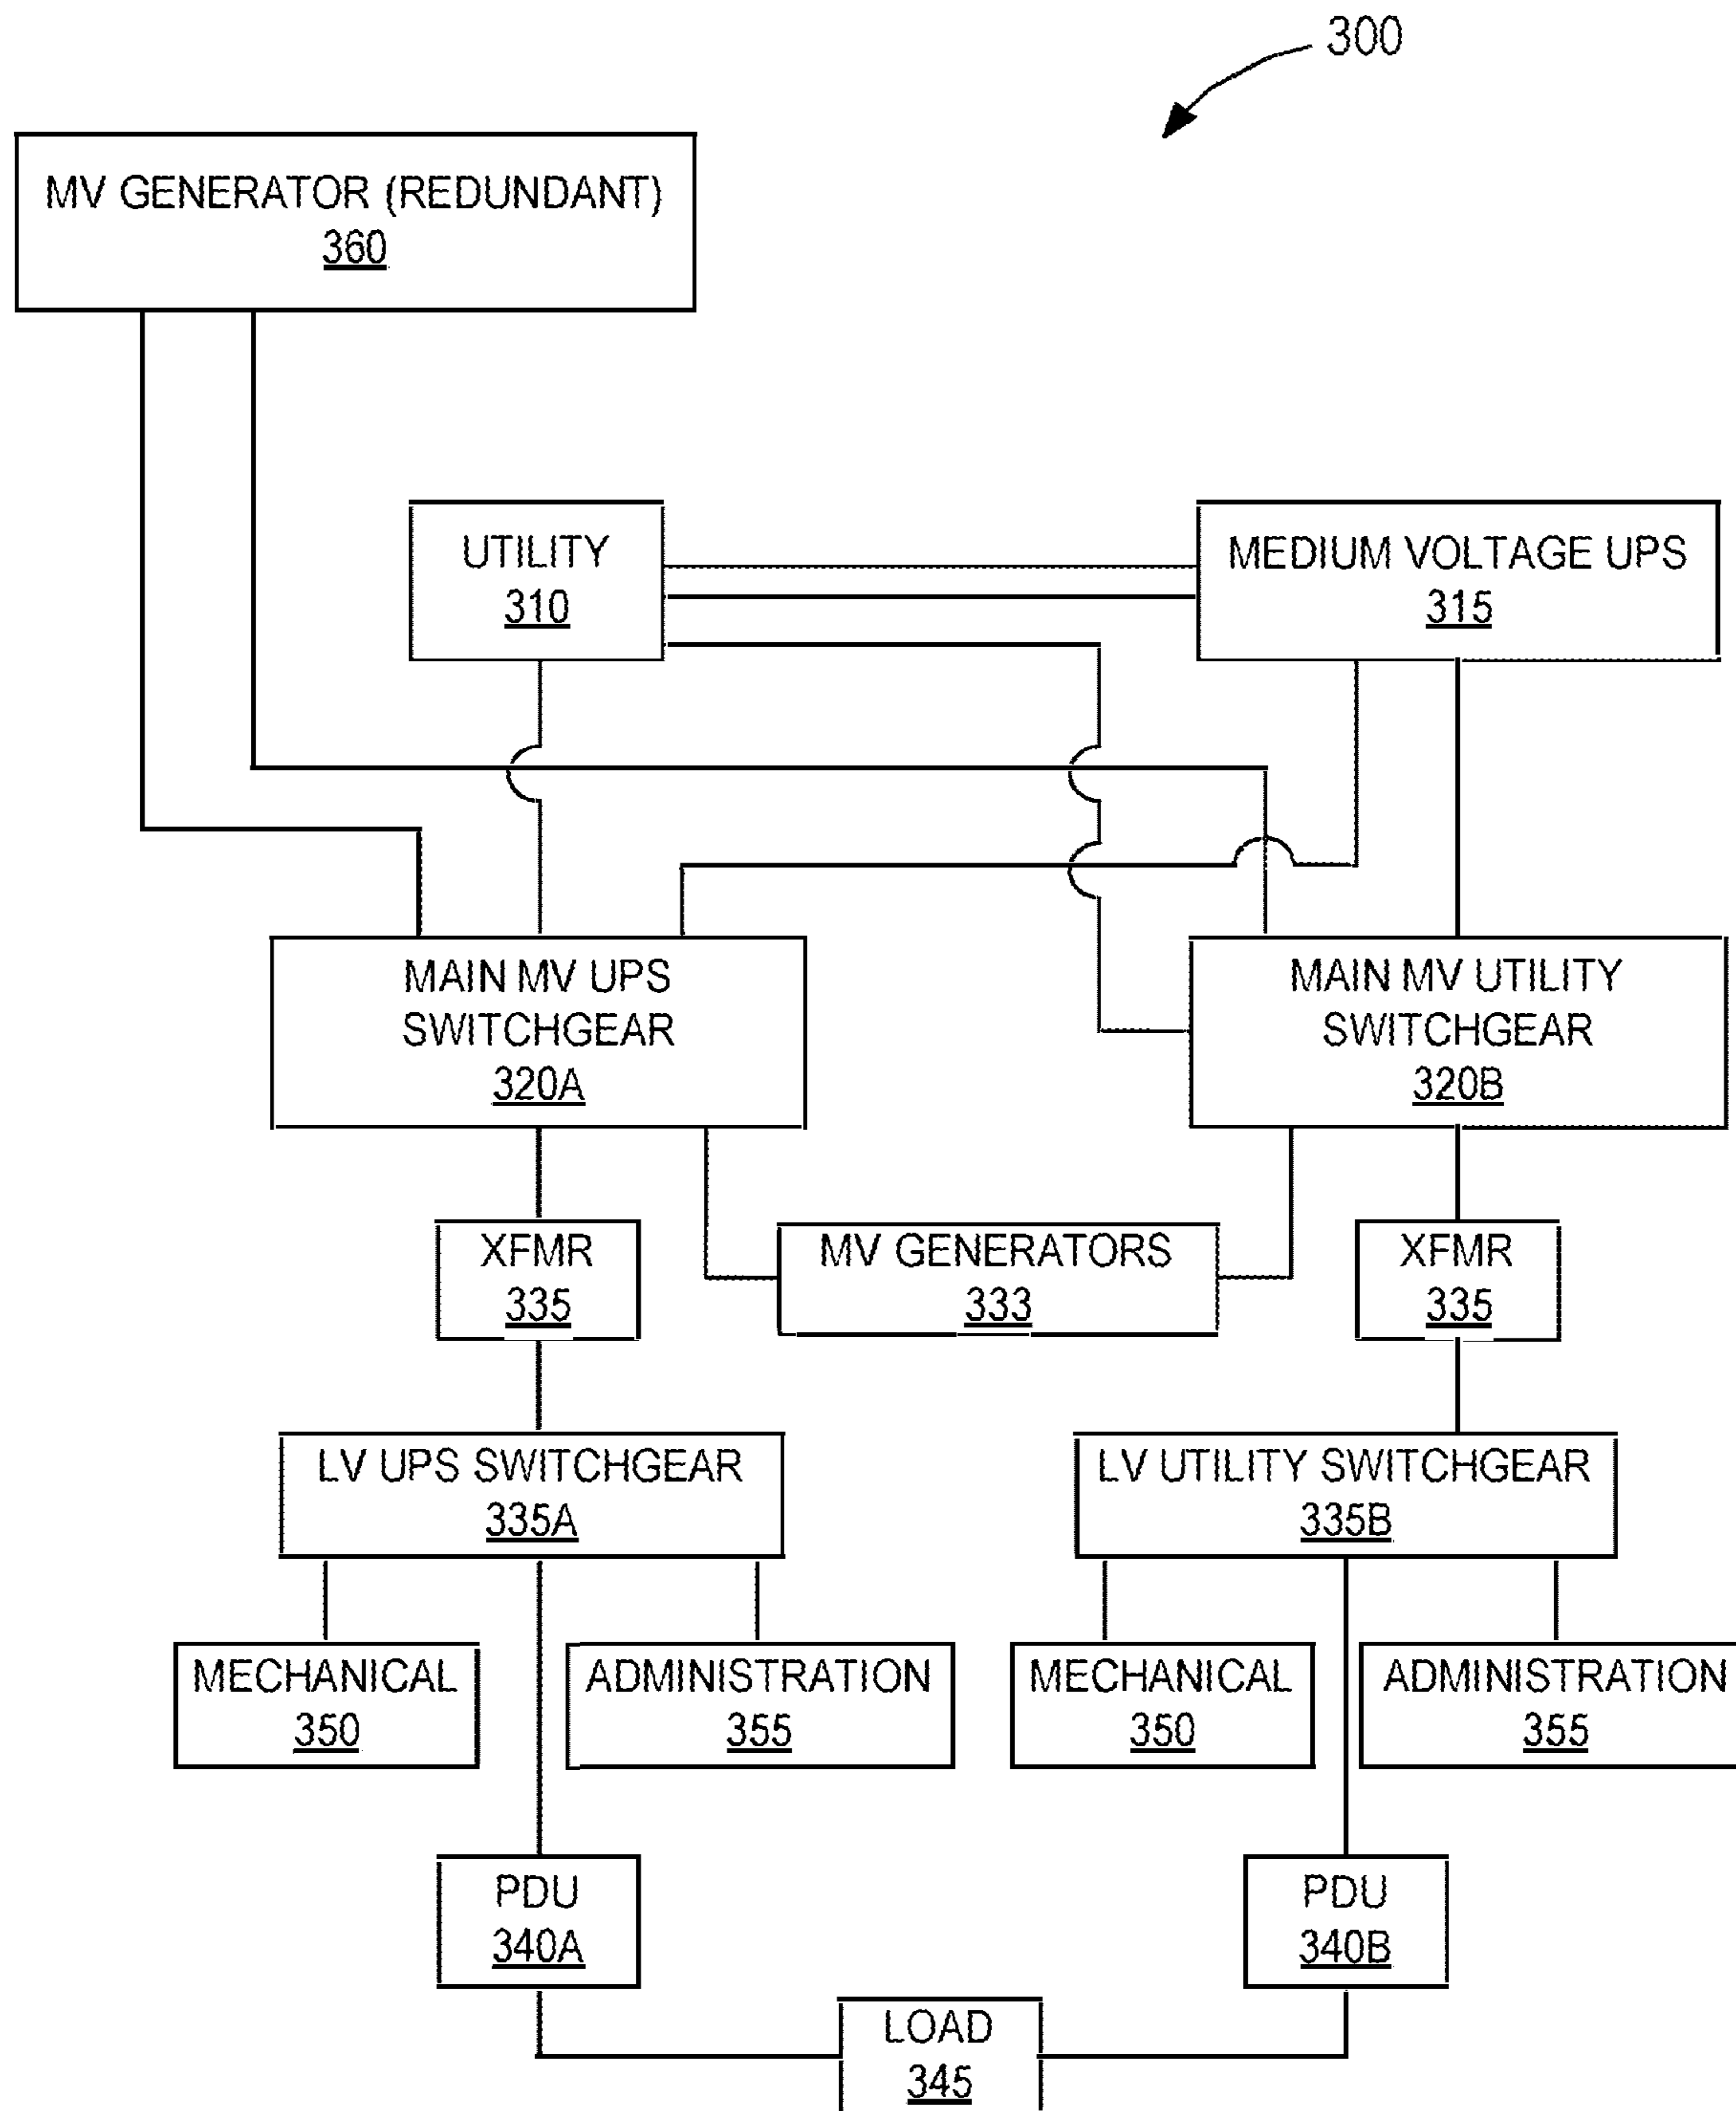 300
MV GENERATOR (REDUNDANT)
360
UTILITY
310
MEDIUM VOLTAGE UPS
315
MAIN MV UPS
SWITCHGEAR
320A
MAIN MV UTILITY
SWITCHGEAR
320B
XFMR
335
MV GENERATORS
333
XFMR
335
LV UPS SWITCHGEAR
335A
LV UTILITY SWITCHGEAR
335B
MECHANICAL
350
ADMINISTRATION
355
MECHANICAL
350
ADMINISTRATION
355
PDU
340A
PDU
340B
LOAD
345